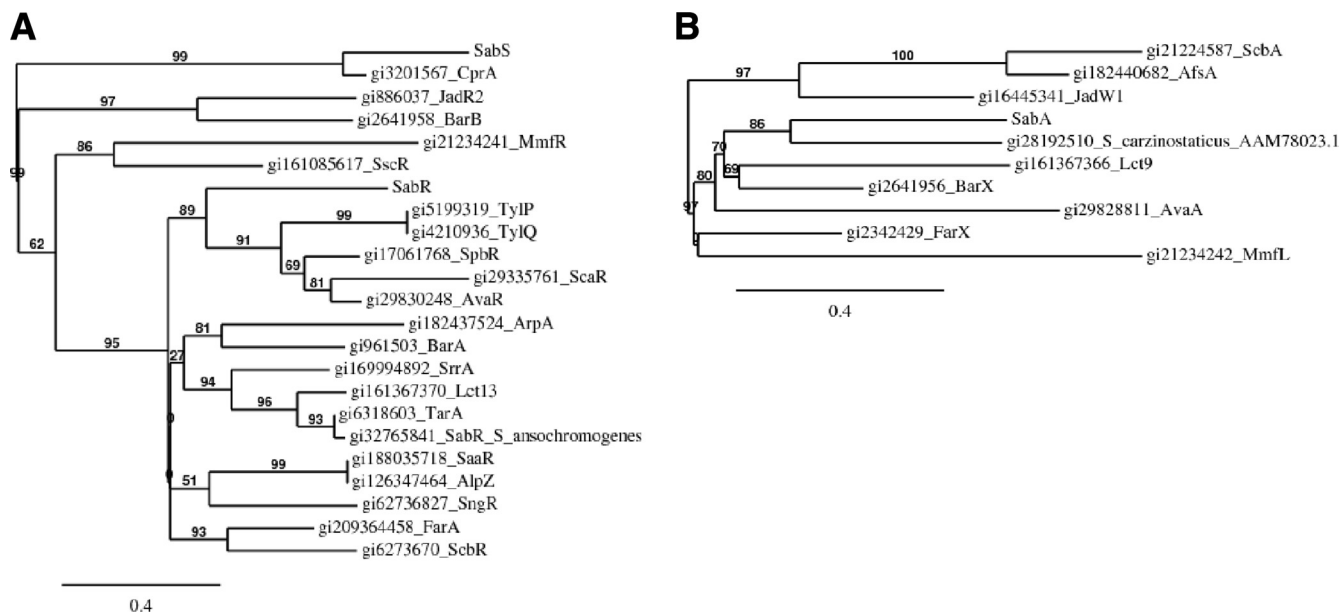 A
99
SabS
gi3201567_CprA
97
gi886037_JadR2
gi2641958_BarB
99
86
gi21234241_MmfR
gi161085617_SscR
62
SabR
89
99
gi5199319_TylP
gi4210936_TylQ
91
gi17061768_SpbR
69
gi29335761_ScaR
81
gi29830248_AvaR
95
81
gi182437524_ArpA
27
gi961503_BarA
gi169994892_SrrA
94
gi161367370_Lct13
96
gi6318603_TarA
93
gi32765841_SabR_S_ansochromogenes
0
99
gi188035718_SaaR
gi126347464_AlpZ
51
gi62736827_SngR
gi209364458_FarA
93
gi6273670_ScbR
0.4
B
100
gi21224587_ScbA
97
gi182440682_AfsA
gi16445341_JadW1
SabA
86
gi28192510_S_carzinostaticus_AAM78023.1
70
gi161367366_Lct9
69
gi2641956_BarX
80
gi29828811_AvaA
97
gi2342429_FarX
gi21234242_MmfL
0.4